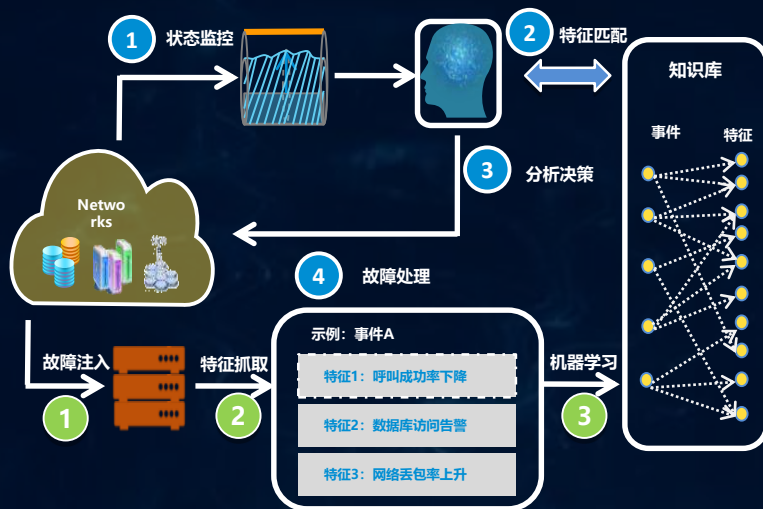 1 状态监控
2 特征匹配
知识库
事件 特征
3 分析决策
Netwo
rks
4 故障处理
示例：事件A
故障注入
1
特征抓取
2
特征1：呼叫成功率下降
特征2：数据库访问告警
特征3：网络丢包率上升
机器学习
3